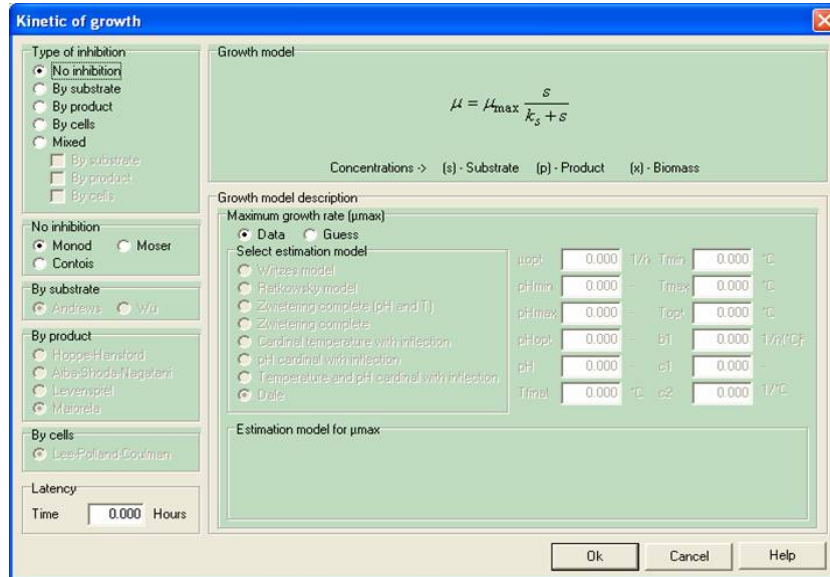 Kinetic of growth
Type of inhibition
No inhibition
By substrate
By product
By cells
Mixed
By substrate
By product
By cells
No inhibition
Monod Moser
Contois
By substrate
Andrews Wu
By product
Hoppe-Hansford
Aiba-Shoda-Nagatani
Levenspiel
Maiorela
By cells
Lee-Polland-Coulman
Latency
Time 0.000 Hours
Growth model
μ = μmax s / (ks + s)
Concentrations -> (s) - Substrate (p) - Product (x) - Biomass
Growth model description
Maximum growth rate (μmax)
Data Guess
Select estimation model
Witzes model
Ratkowsky model
Zwietering complete (pH and T)
Zwietering complete
Cardinal temperature with inflection
pH cardinal with inflection
Temperature and pH cardinal with inflection
Dale
μopt 0.000 1/h Tmin 0.000 °C
pHmin 0.000 - Tmax 0.000 °C
pHmax 0.000 - Topt 0.000 °C
pHopt 0.000 - b1 0.000
pH 0.000 - c1 0.000 -
Tfinal 0.000 °C c2 0.000 1/°C
Estimation model for μmax
Ok Cancel Help